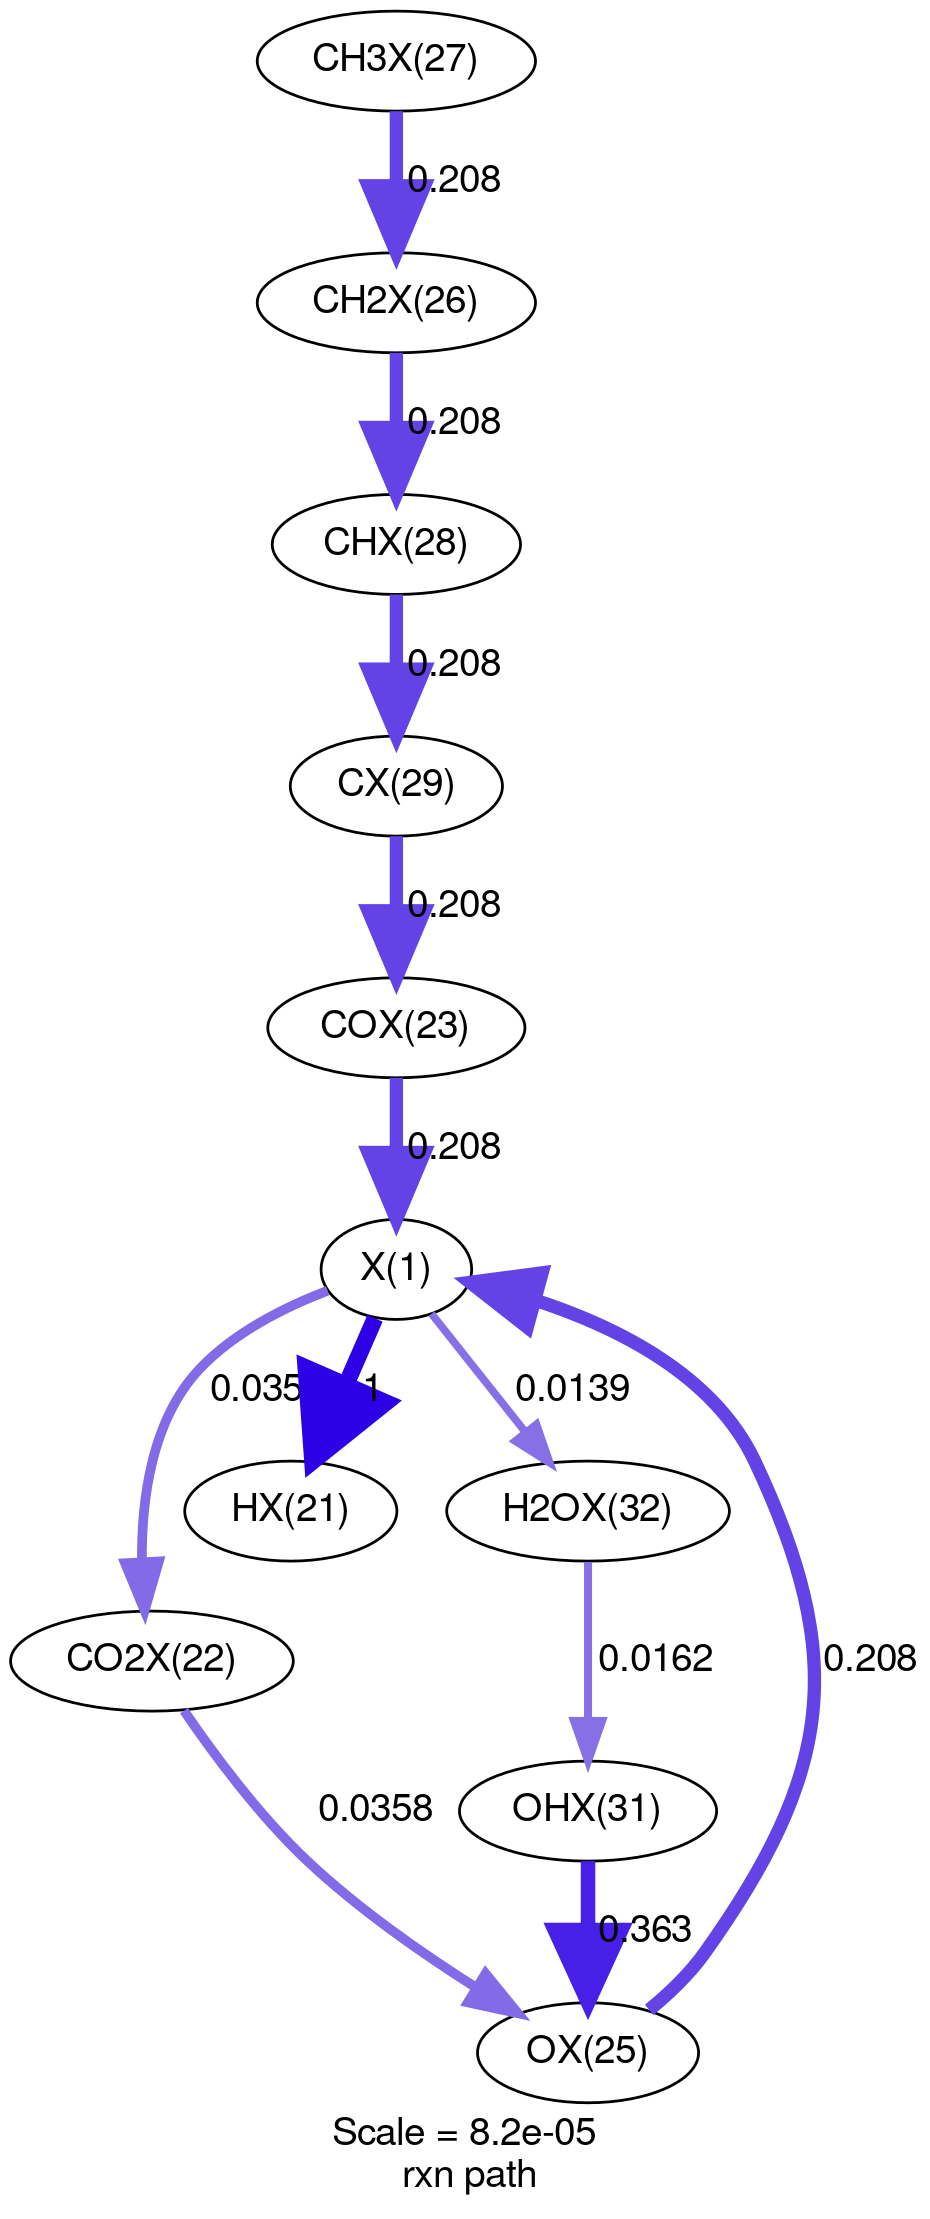 CH3X(27)
0.208
CH2X(26)
0.208
CHX(28)
0.208
CX(29)
0.208
COX(23)
0.208
X(1)
1
0.0139
HX(21)
H2OX(32)
CO2X(22)
0.0162
0.208
0.0358
OHX(31)
0.363
OX(25)
Scale = 8.2e-05
rxn path